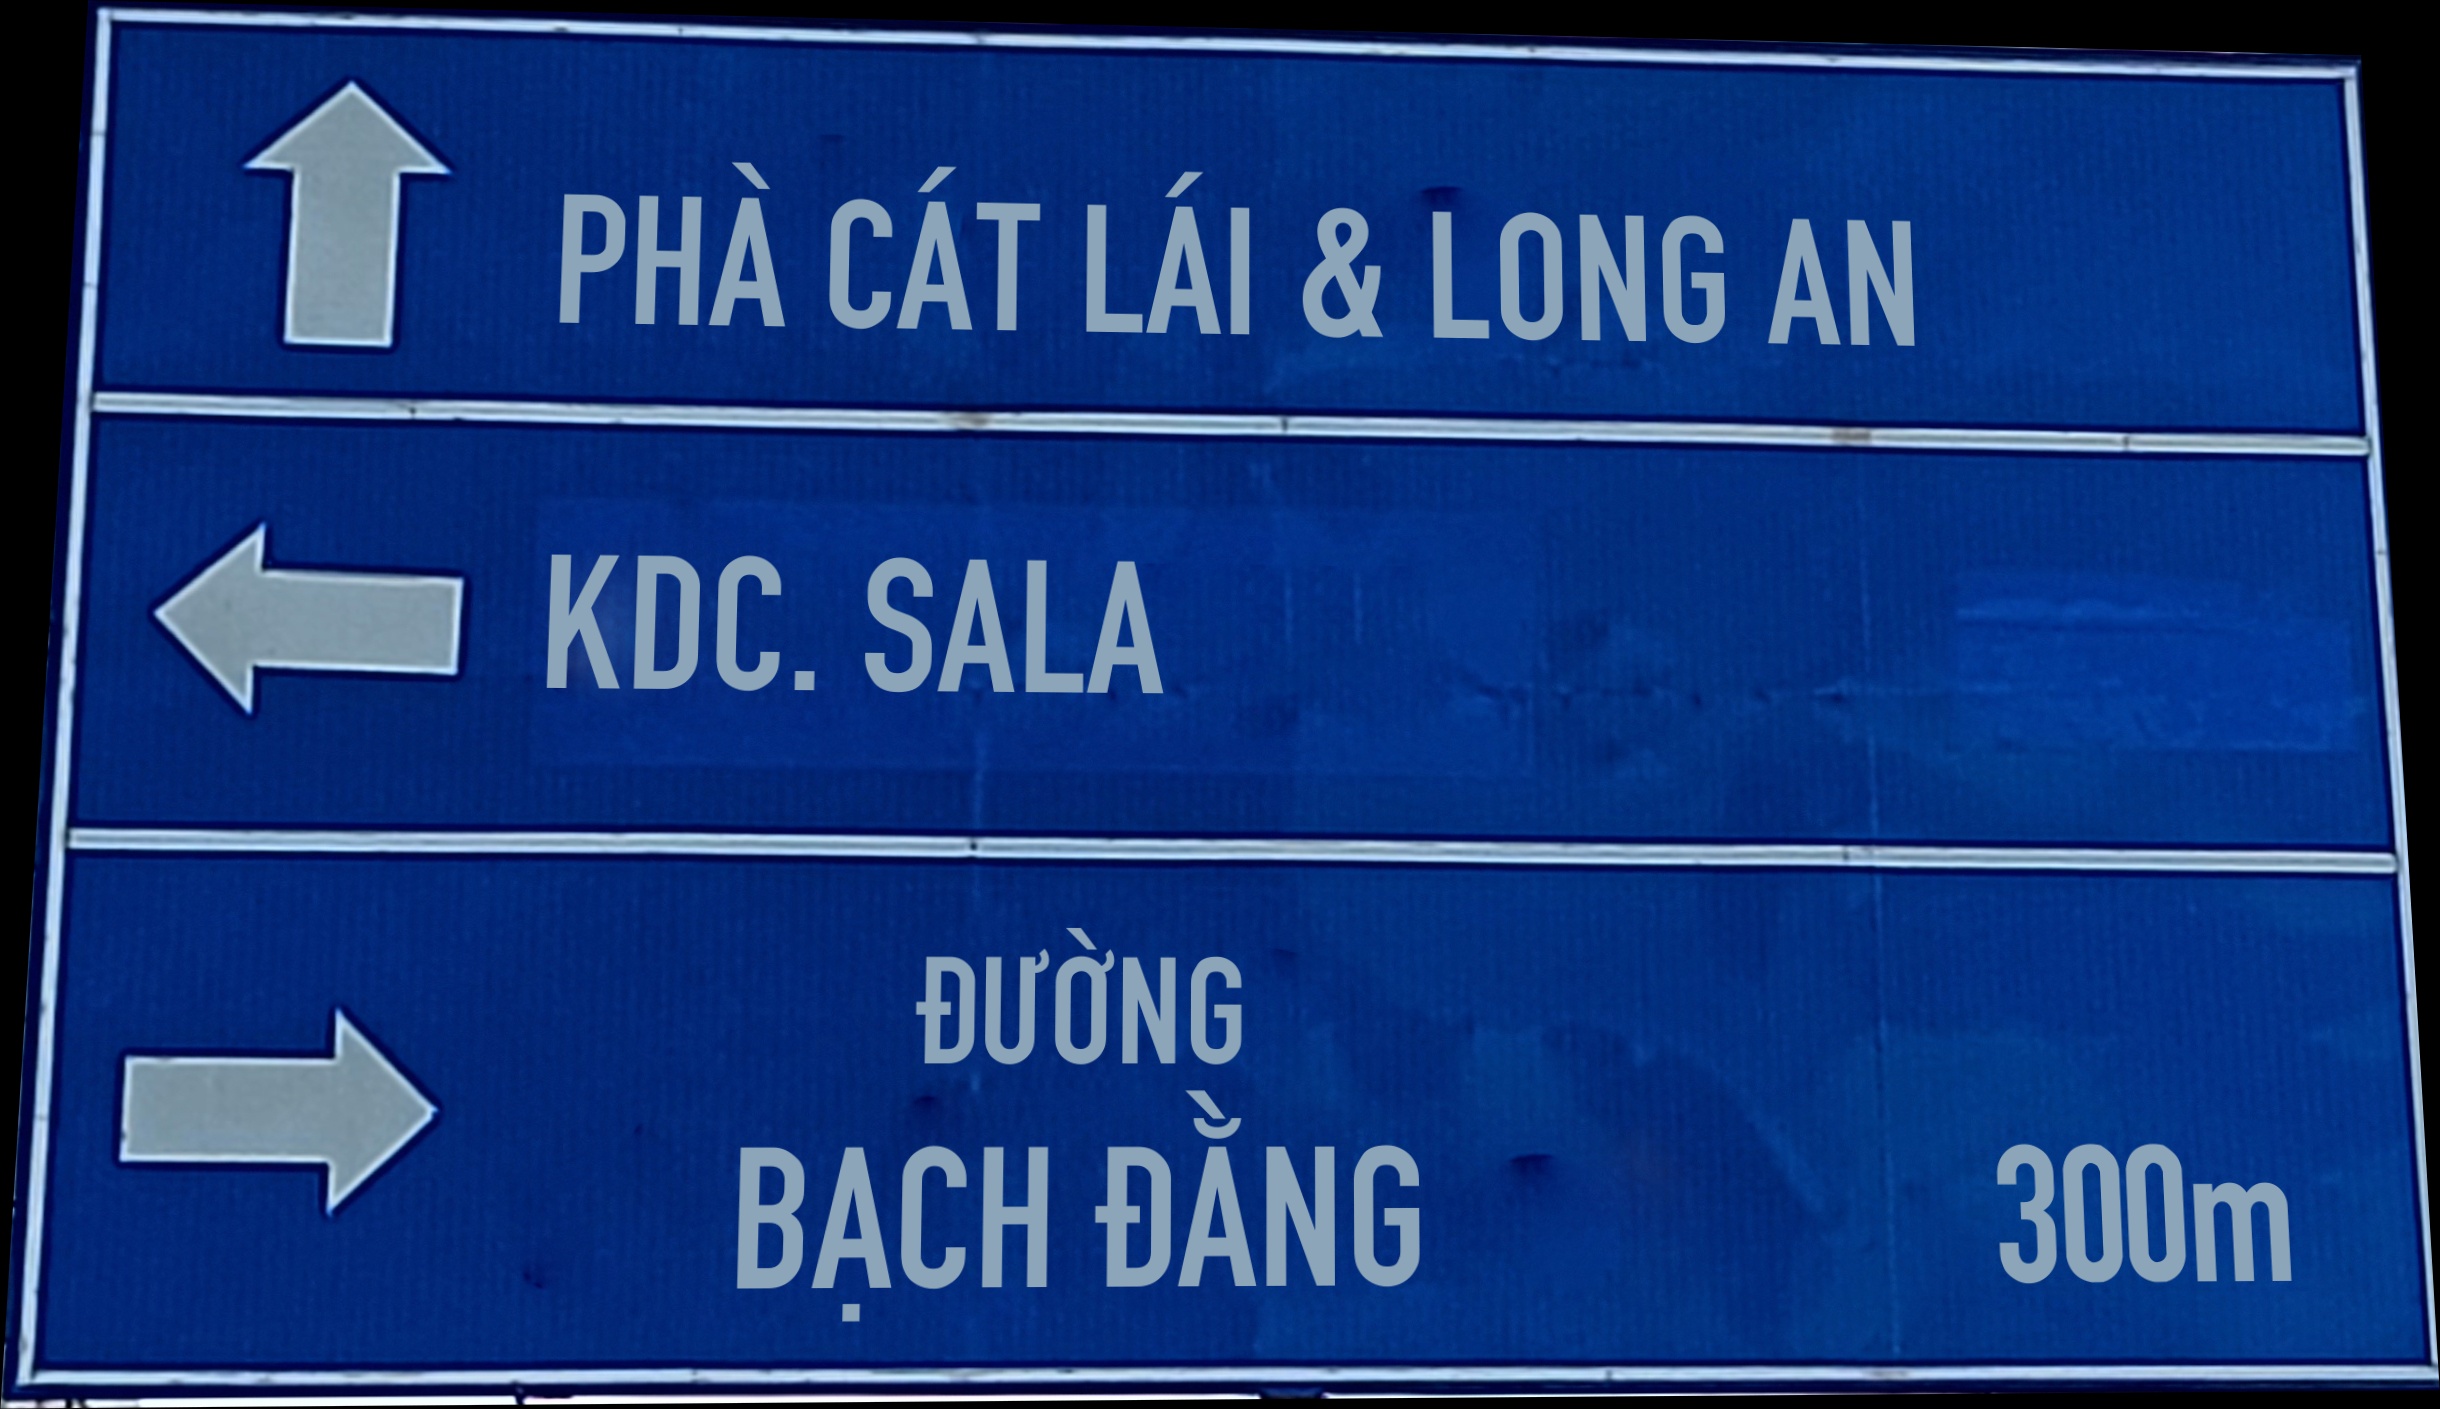 PHÀ CÁT LÁI & LONG AN
KDC. SALA
ĐƯỜNG
BẠCH ĐẰNG
300m